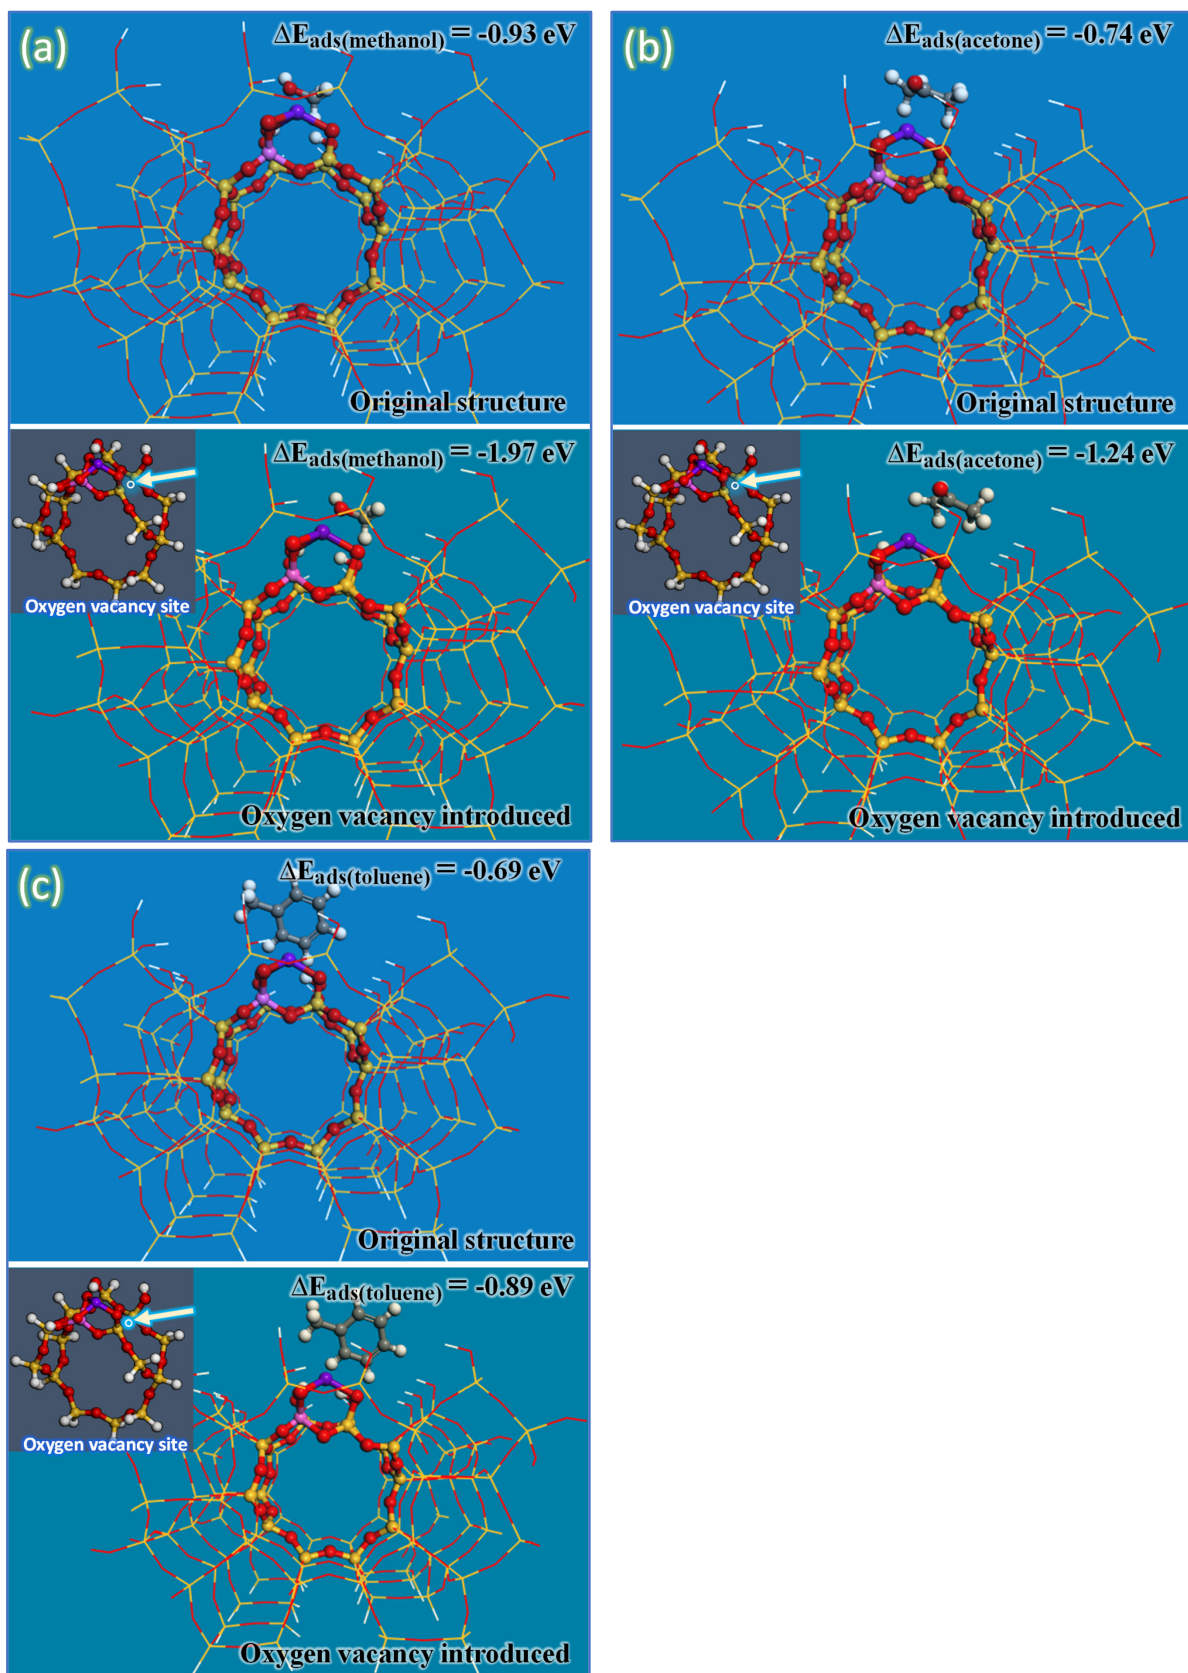 (a)
ΔEads(methanol) = -0.93 eV
Original structure
ΔEads(methanol) = -1.97 eV
Oxygen vacancy site
Oxygen vacancy introduced
(b)
ΔEads(acetone) = -0.74 eV
Original structure
ΔEads(acetone) = -1.24 eV
Oxygen vacancy site
Oxygen vacancy introduced
(c)
ΔEads(toluene) = -0.69 eV
Original structure
ΔEads(toluene) = -0.89 eV
Oxygen vacancy site
Oxygen vacancy introduced